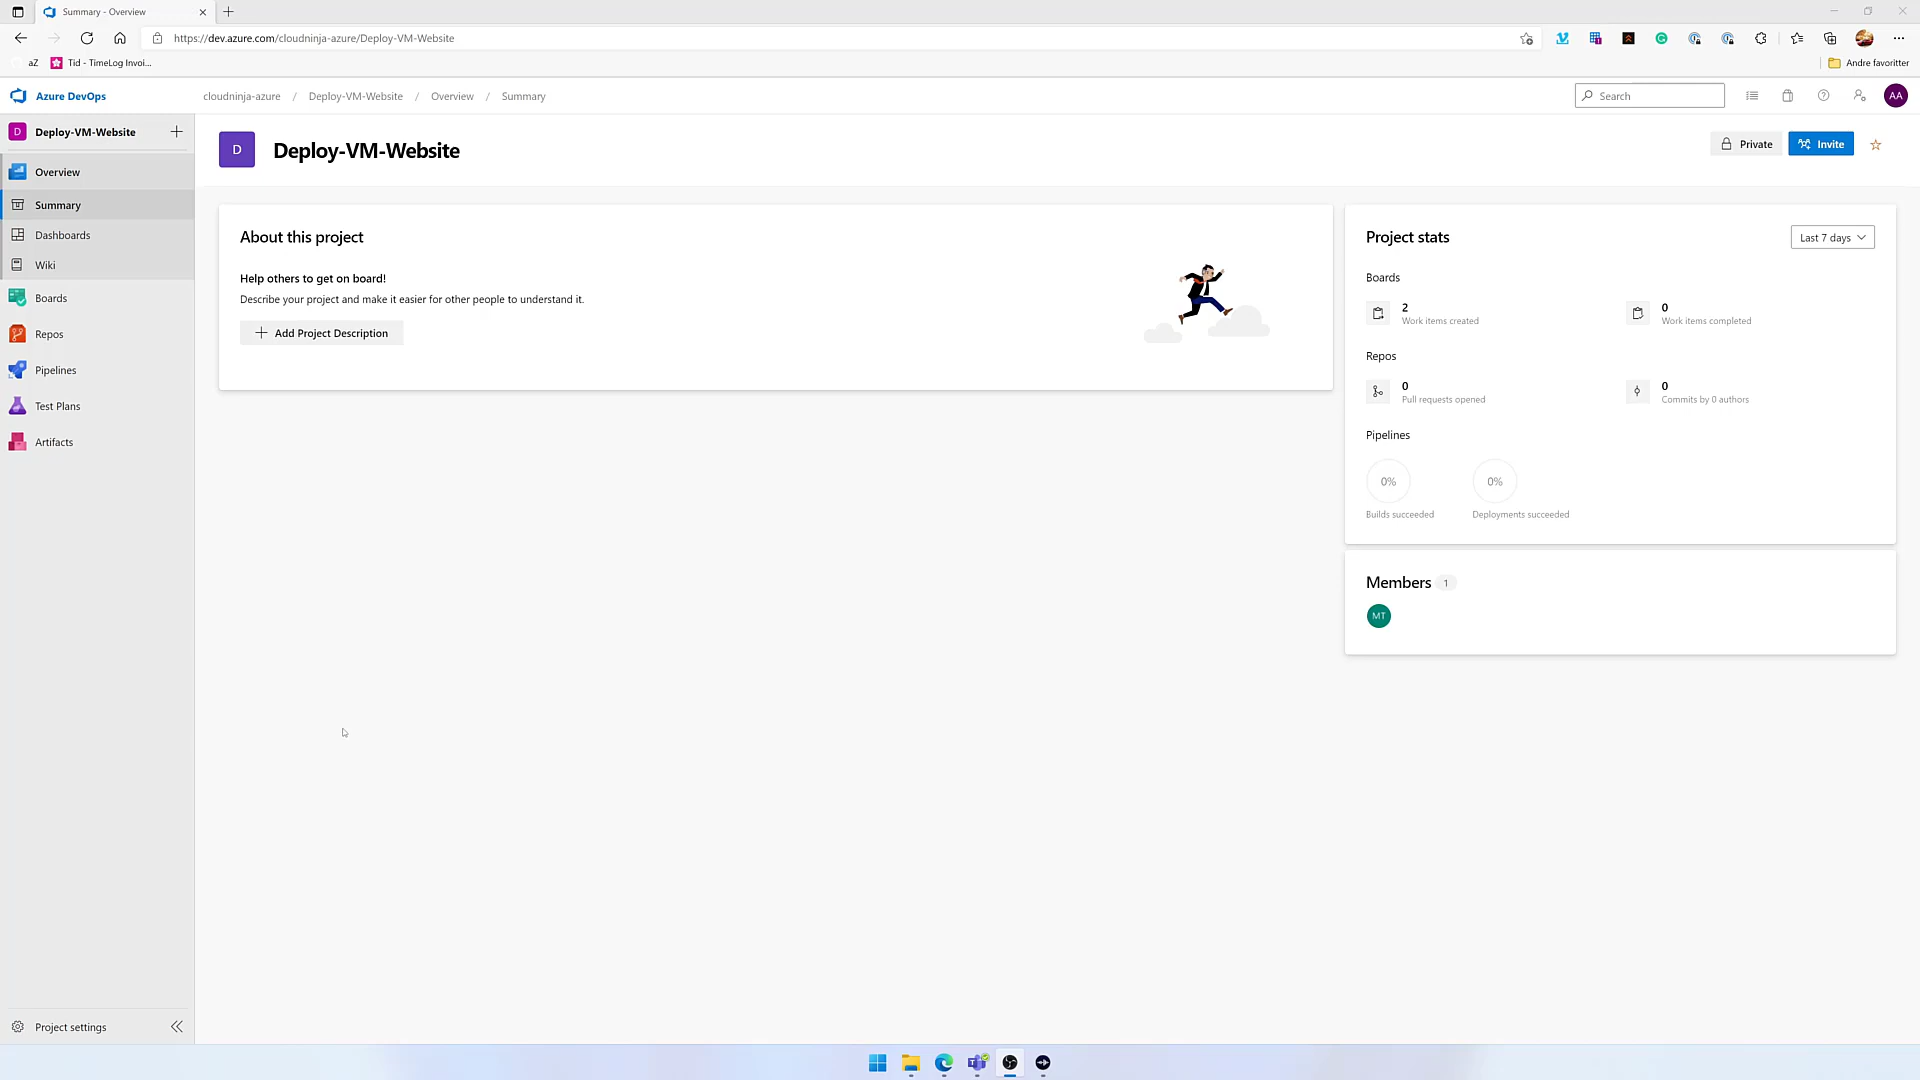 Summary - Overview
https://dev.azure.com/cloudninja-azure/Deploy-VM-Website
aZ
Tid - TimeLog Invoi...
Andre favoritter
Azure DevOps
cloudninja-azure / Deploy-VM-Website / Overview / Summary
Search
AA
D
Deploy-VM-Website
D
Deploy-VM-Website
Private
Invite
Overview
Summary
Dashboards
Wiki
Boards
Repos
Pipelines
Test Plans
Artifacts
About this project
Help others to get on board!
Describe your project and make it easier for other people to understand it.
Add Project Description
Project stats
Last 7 days
Boards
2
Work items created
0
Work items completed
Repos
0
Pull requests opened
0
Commits by 0 authors
Pipelines
0%
Builds succeeded
0%
Deployments succeeded
Members 1
MT
Project settings